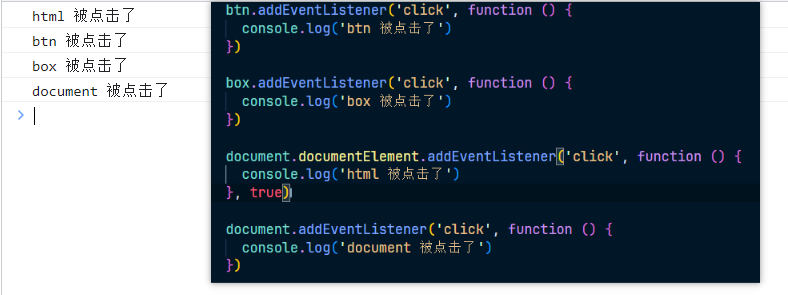 html 被点击了
btn 被点击了
box 被点击了
document 被点击了
>
btn.addEventListener('click', function () {
  console.log('btn 被点击了')
})
box.addEventListener('click', function () {
  console.log('box 被点击了')
})
document.documentElement.addEventListener('click', function () {
  console.log('html 被点击了')
}, true)
document.addEventListener('click', function () {
  console.log('document 被点击了')
})